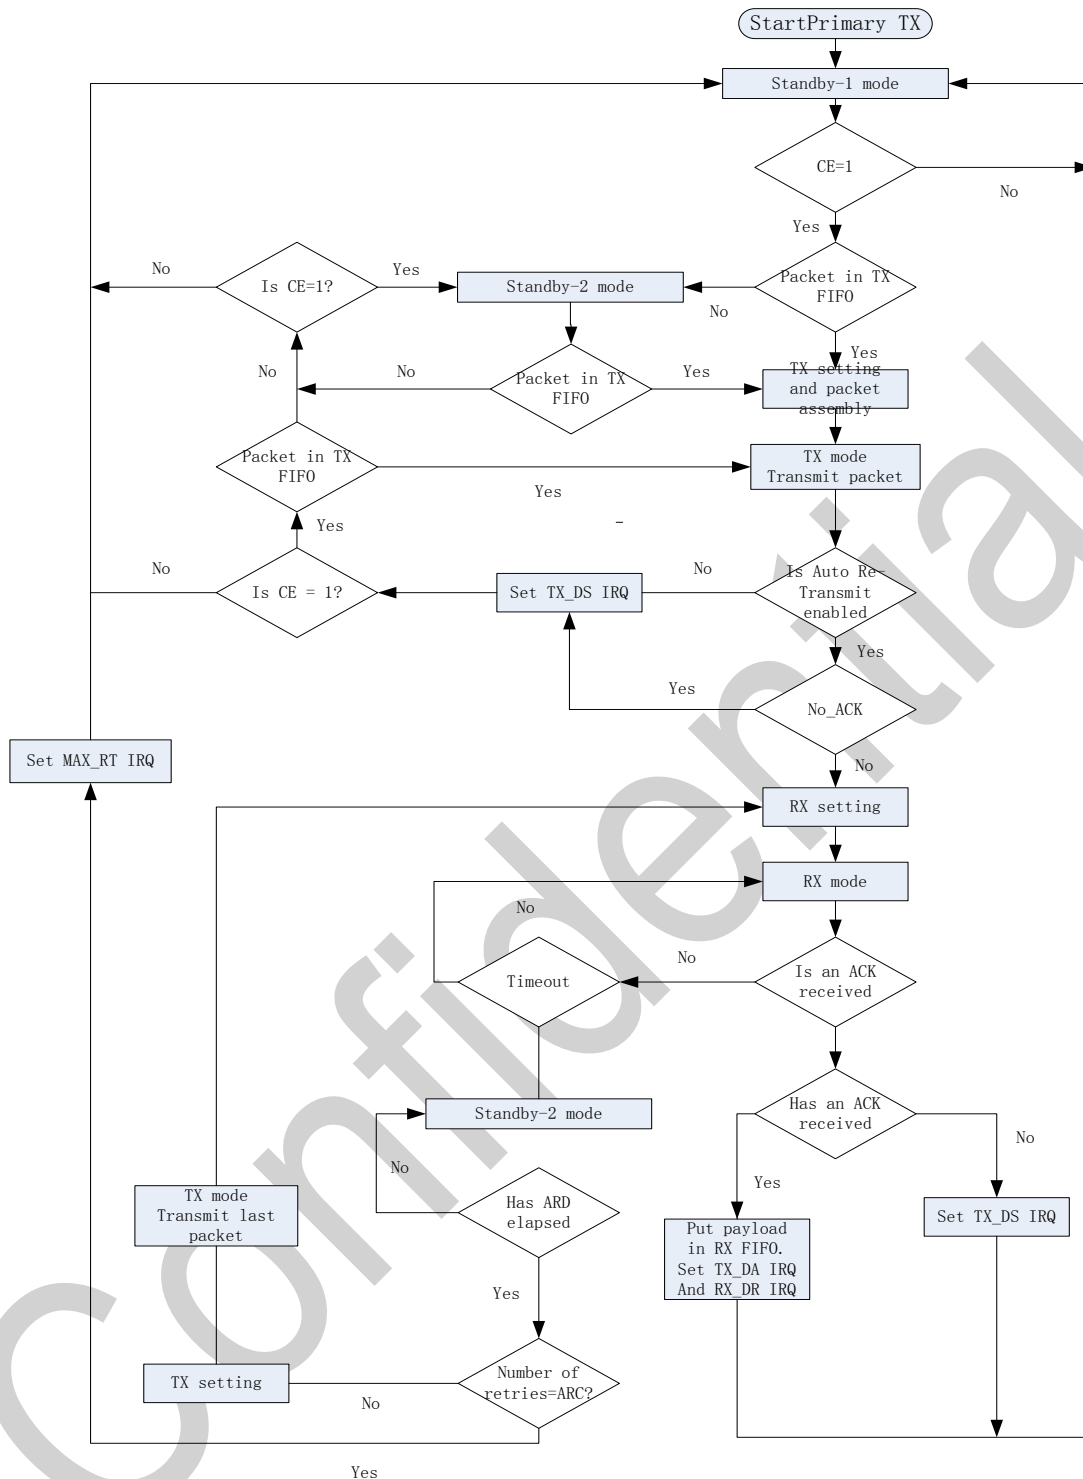 StartPrimary TX
Standby-1 mode
CE=1
No
Yes
No
Is CE=1?
Yes
Standby-2 mode
Packet in TX
FIFO
No
Yes
No
No
Packet in TX
FIFO
Yes
TX setting
and packet
assembly
Packet in TX
FIFO
Yes
TX mode
Transmit packet
-
Yes
No
Is CE = 1?
Set TX_DS IRQ
No
Is Auto Re-
Transmit
enabled
Yes
Yes
No_ACK
Set MAX_RT IRQ
No
RX setting
RX mode
No
Timeout
No
Is an ACK
received
Standby-2 mode
Has an ACK
received
No
No
Yes
TX mode
Transmit last
packet
Has ARD
elapsed
Put payload
in RX FIFO.
Set TX_DA IRQ
And RX_DR IRQ
Set TX_DS IRQ
Yes
TX setting
No
Number of
retries=ARC?
Yes
Confidential